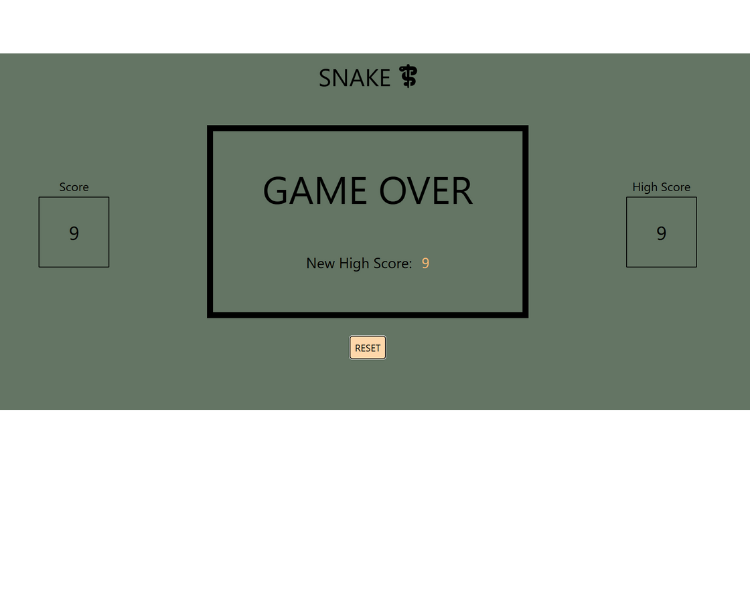 SNAKE
GAME OVER
Score
9
New High Score: 9
High Score
9
RESET